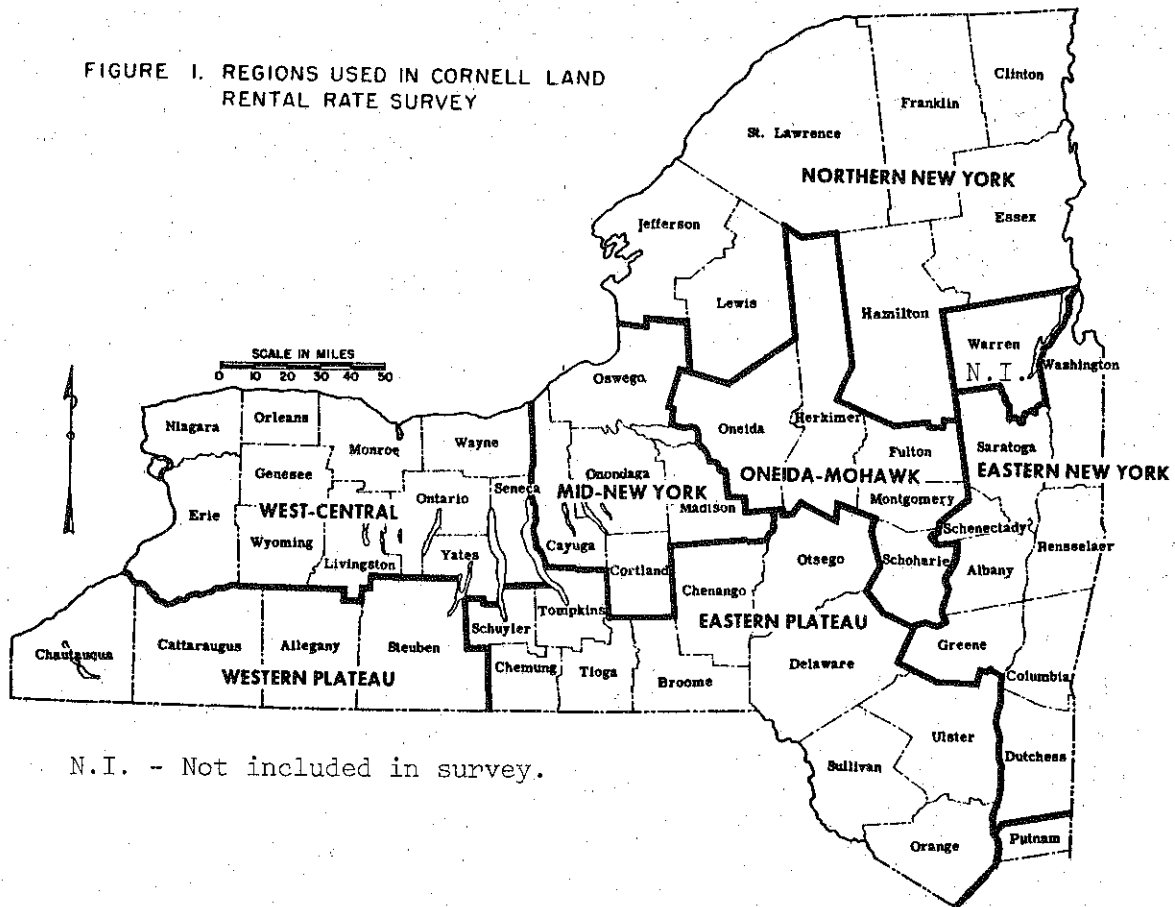 FIGURE 1. REGIONS USED IN CORNELL LAND
RENTAL RATE SURVEY
Clinton
Franklin
St. Lawrence
NORTHERN NEW YORK
Essex
Jefferson
Lewis
Hamilton
Warren
N.I.
Washington
SCALE IN MILES
0 10 20 30 40 50
Oswego
Niagara
Orleans
Monroe
Wayne
Oneida
Herkimer
Fulton
Saratoga
EASTERN NEW YORK
Genesee
Ontario
Seneca
Onondaga
MID-NEW YORK
ONEIDA-MOHAWK
Montgomery
Erie
WEST-CENTRAL
Madison
Schenectady
Wyoming
Livingston
Yates
Cayuga
Cortland
Otsego
Schoharie
Albany
Rensselaer
Chenango
Tompkins
EASTERN PLATEAU
Schuyler
Chautauqua
Cattaraugus
Allegany
Steuben
WESTERN PLATEAU
Chemung
Tioga
Broome
Delaware
Greene
Columbia
Ulster
Sullivan
Dutchess
Orange
Putnam
N.I. - Not included in survey.